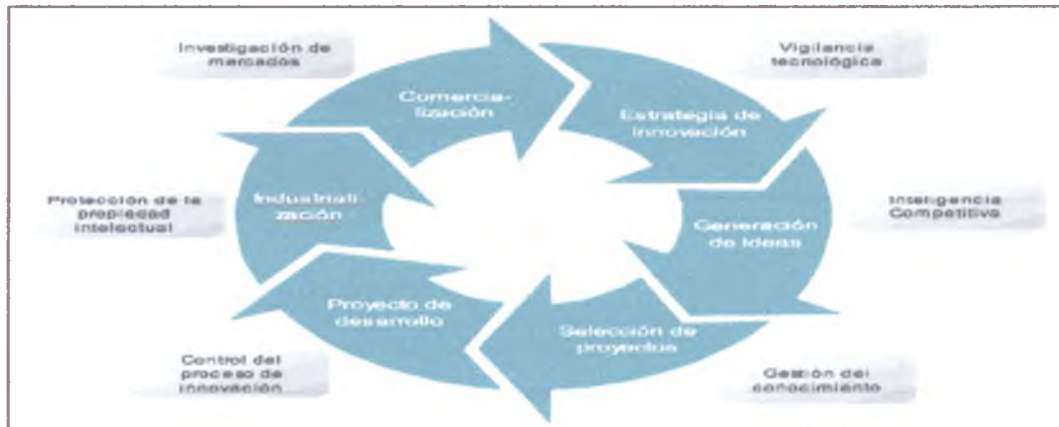 Investigación de
mercados
Vigilancia
tecnológica
Comercia-
lización
Estrategia de
innovación
Protección de la
propiedad
intelectual
Industriali-
zación
Generación
de ideas
Inteligencia
Competitiva
Proyecto de
desarrollo
Selección de
proyectos
Control del
proceso de
innovación
Gestión del
conocimiento